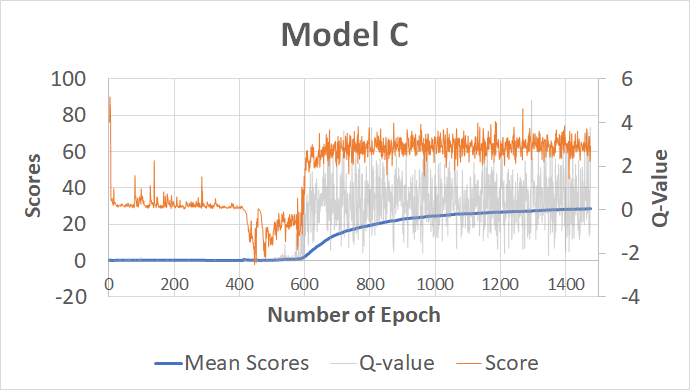 Model C
100
80
60
40
20
0
-20
Scores
6
4
2
0
-2
-4
Q-Value
0 200 400 600 800 1000 1200 1400
Number of Epoch
Mean Scores Q-value Score